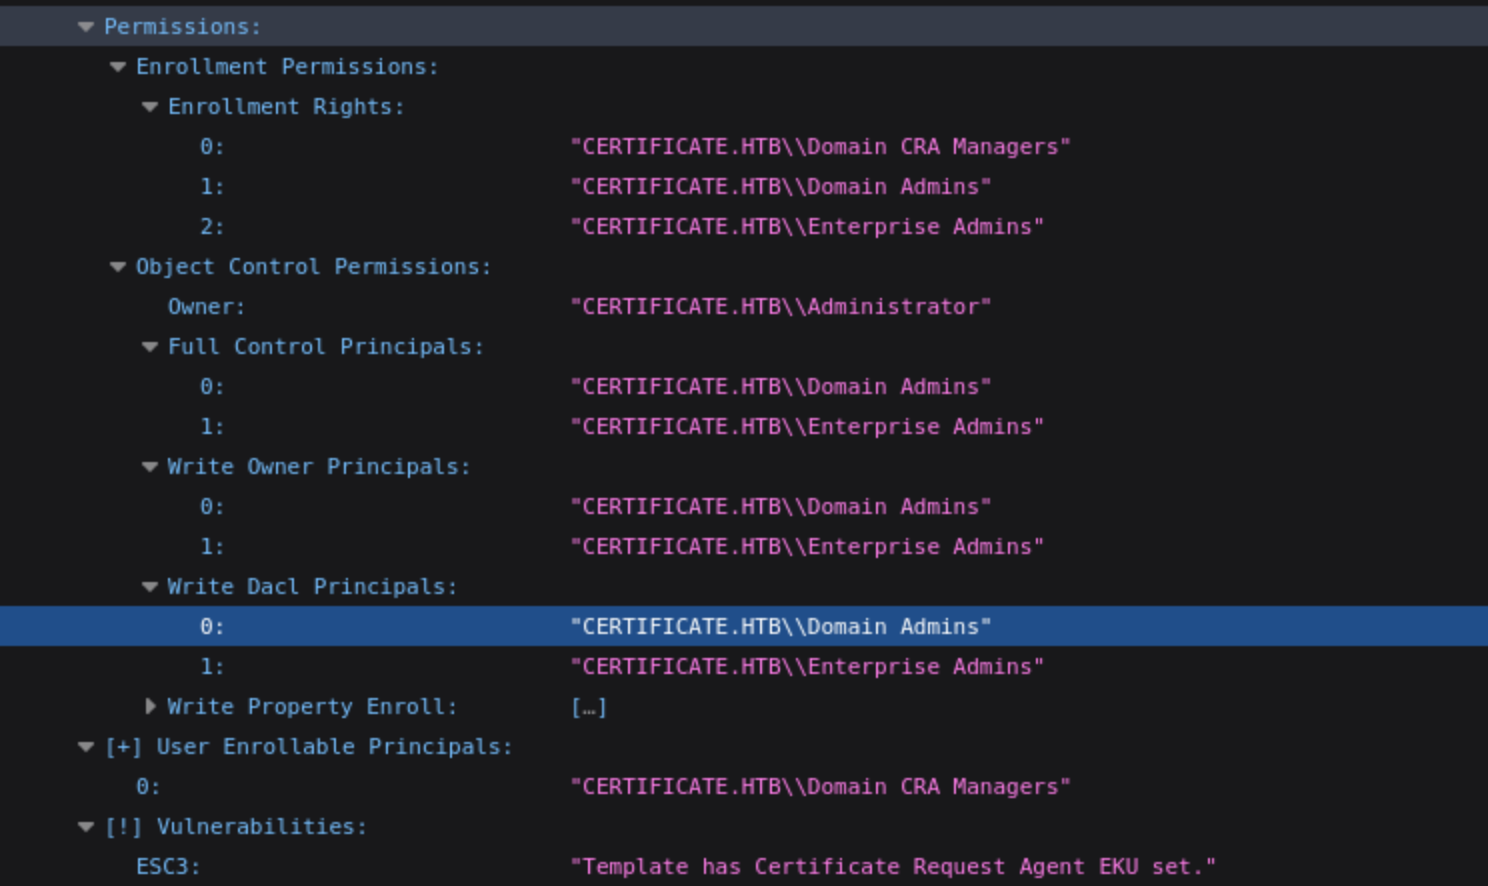 Permissions:
Enrollment Permissions:
Enrollment Rights:
0: "CERTIFICATE.HTB\\Domain CRA Managers"
1: "CERTIFICATE.HTB\\Domain Admins"
2: "CERTIFICATE.HTB\\Enterprise Admins"
Object Control Permissions:
Owner: "CERTIFICATE.HTB\\Administrator"
Full Control Principals:
0: "CERTIFICATE.HTB\\Domain Admins"
1: "CERTIFICATE.HTB\\Enterprise Admins"
Write Owner Principals:
0: "CERTIFICATE.HTB\\Domain Admins"
1: "CERTIFICATE.HTB\\Enterprise Admins"
Write Dacl Principals:
0: "CERTIFICATE.HTB\\Domain Admins"
1: "CERTIFICATE.HTB\\Enterprise Admins"
Write Property Enroll: […]
[+] User Enrollable Principals:
0: "CERTIFICATE.HTB\\Domain CRA Managers"
[!] Vulnerabilities:
ESC3: "Template has Certificate Request Agent EKU set."